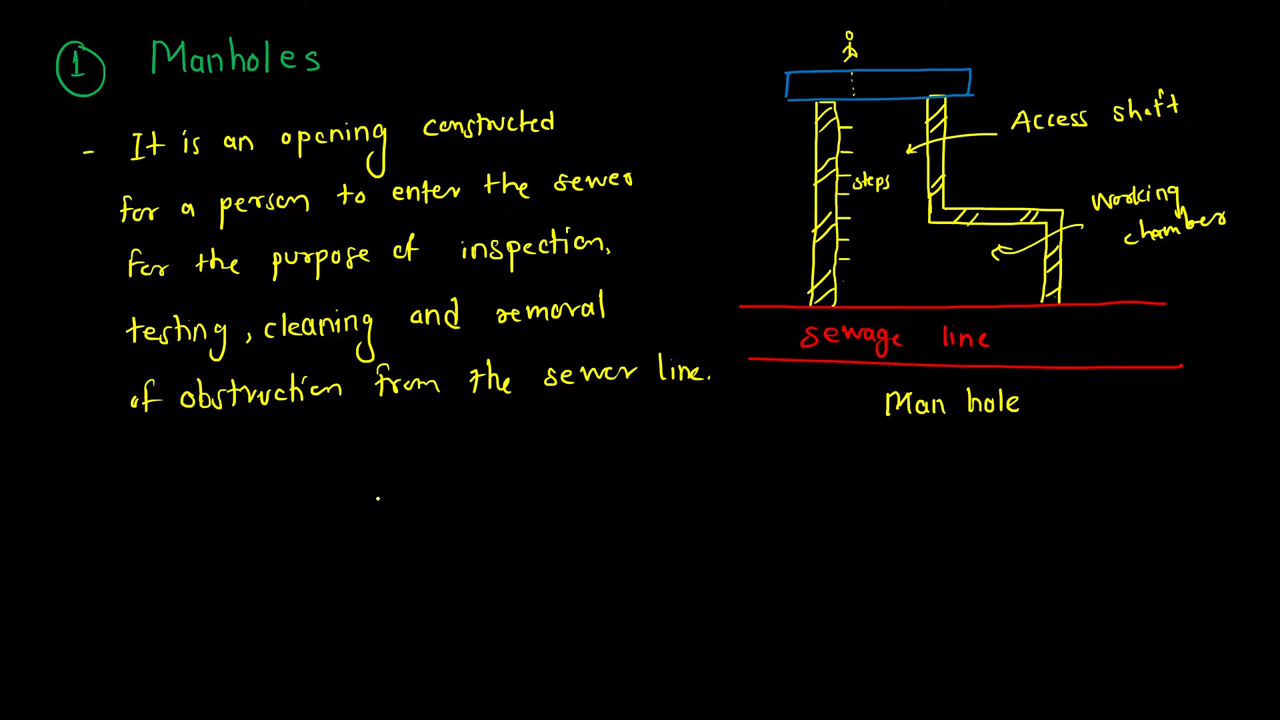 1 Manholes
- It is an opening constructed
for a person to enter the sewer
for the purpose of inspection,
testing, cleaning and removal
of obstruction from the sewer line.
Access shaft
steps
Working
chamber
Sewage line
Man hole